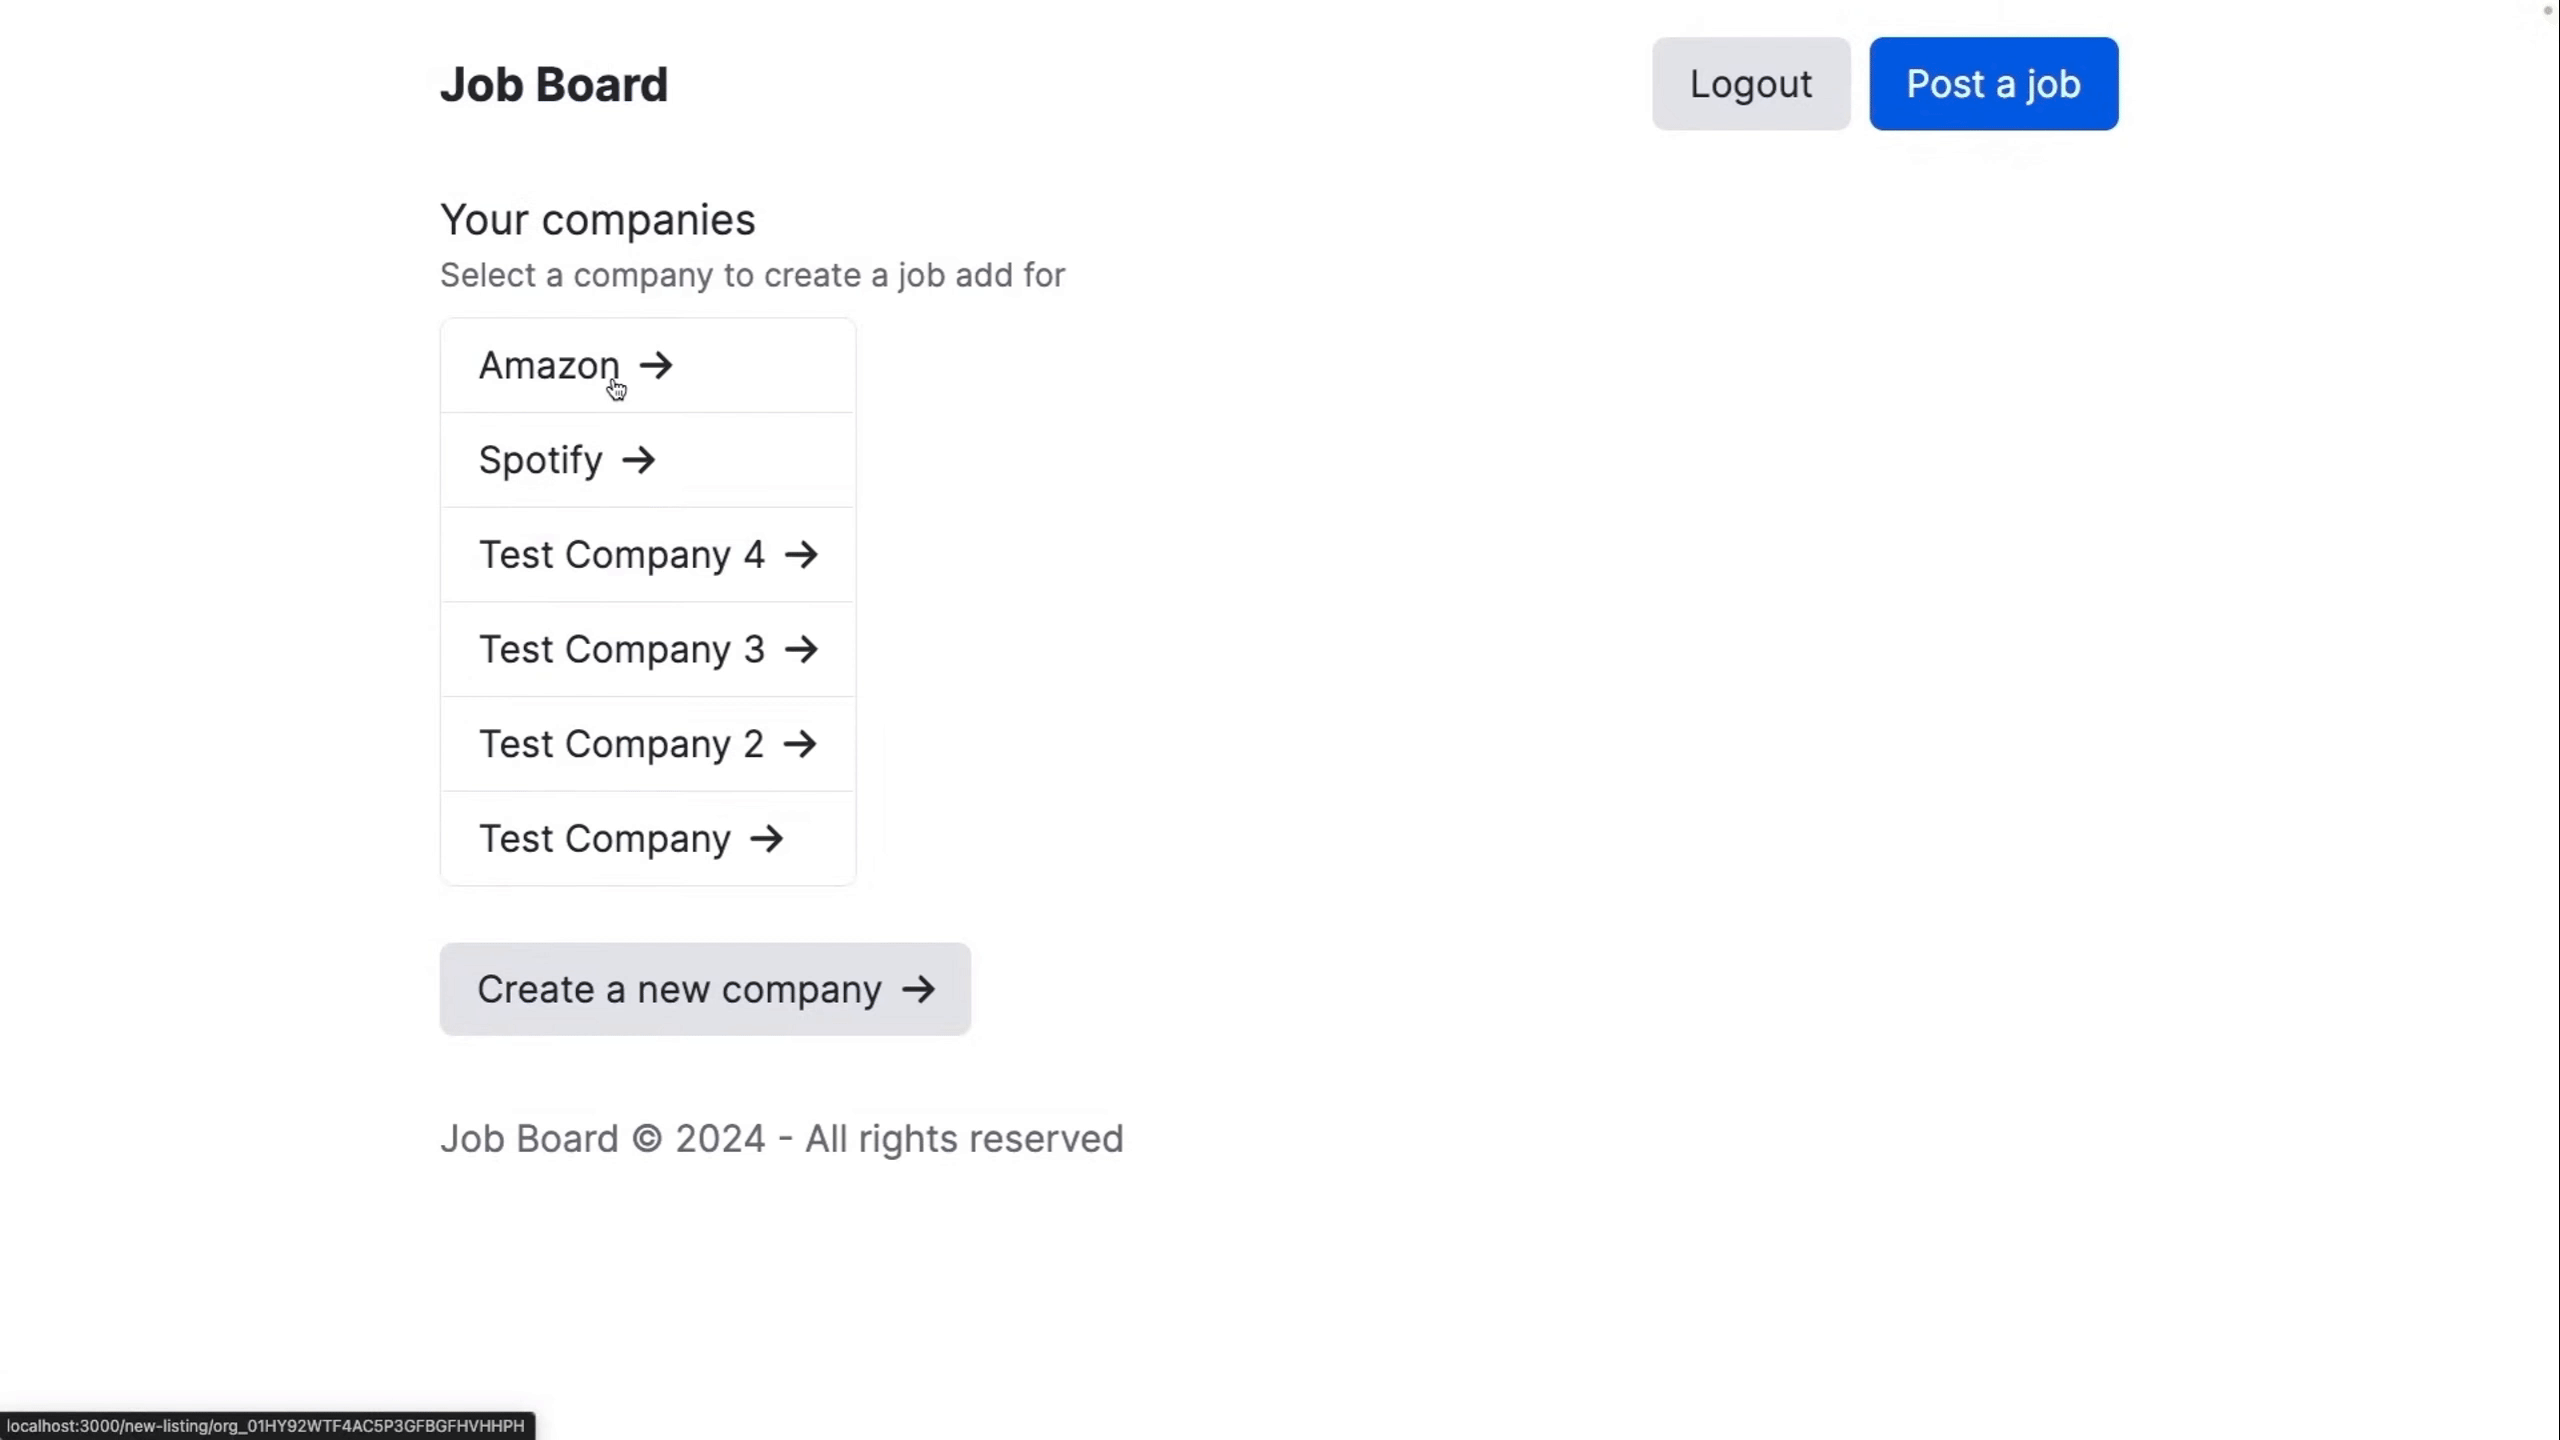 Job Board
Logout
Post a job
Your companies
Select a company to create a job add for
Amazon →
Spotify →
Test Company 4 →
Test Company 3 →
Test Company 2 →
Test Company →
Create a new company →
Job Board © 2024 - All rights reserved
localhost:3000/new-listing/org_01HY92WTF4AC5P3GFBGFHVHHPH